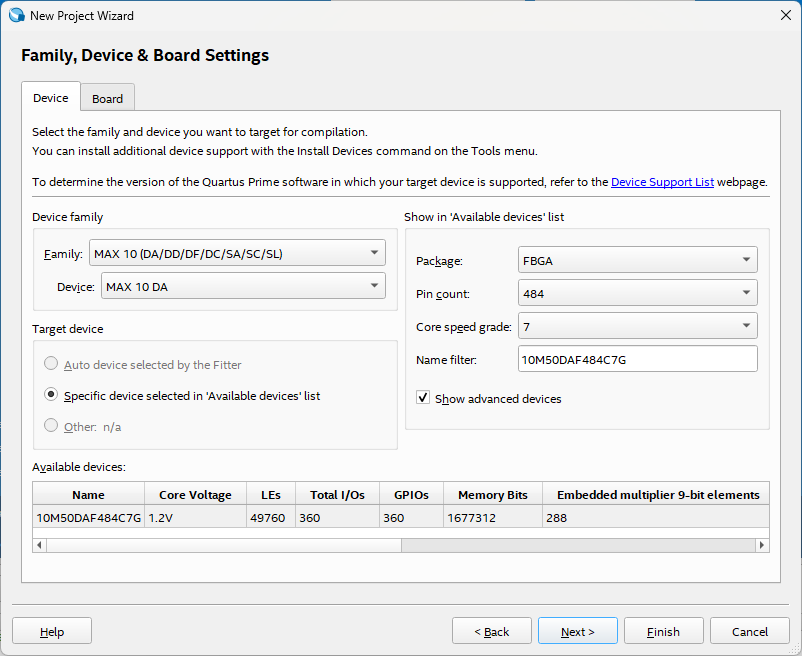 New Project Wizard
Family, Device & Board Settings
Device Board
Select the family and device you want to target for compilation.
You can install additional device support with the Install Devices command on the Tools menu.
To determine the version of the Quartus Prime software in which your target device is supported, refer to the Device Support List webpage.
Device family
Family: MAX 10 (DA/DD/DF/DC/SA/SC/SL)
Device: MAX 10 DA
Target device
Auto device selected by the Fitter
Specific device selected in 'Available devices' list
Other: n/a
Show in 'Available devices' list
Package: FBGA
Pin count: 484
Core speed grade: 7
Name filter: 10M50DAF484C7G
Show advanced devices
Available devices:
Name Core Voltage LEs Total I/Os GPIOs Memory Bits Embedded multiplier 9-bit elements
10M50DAF484C7G 1.2V 49760 360 360 1677312 288
Help < Back Next > Finish Cancel